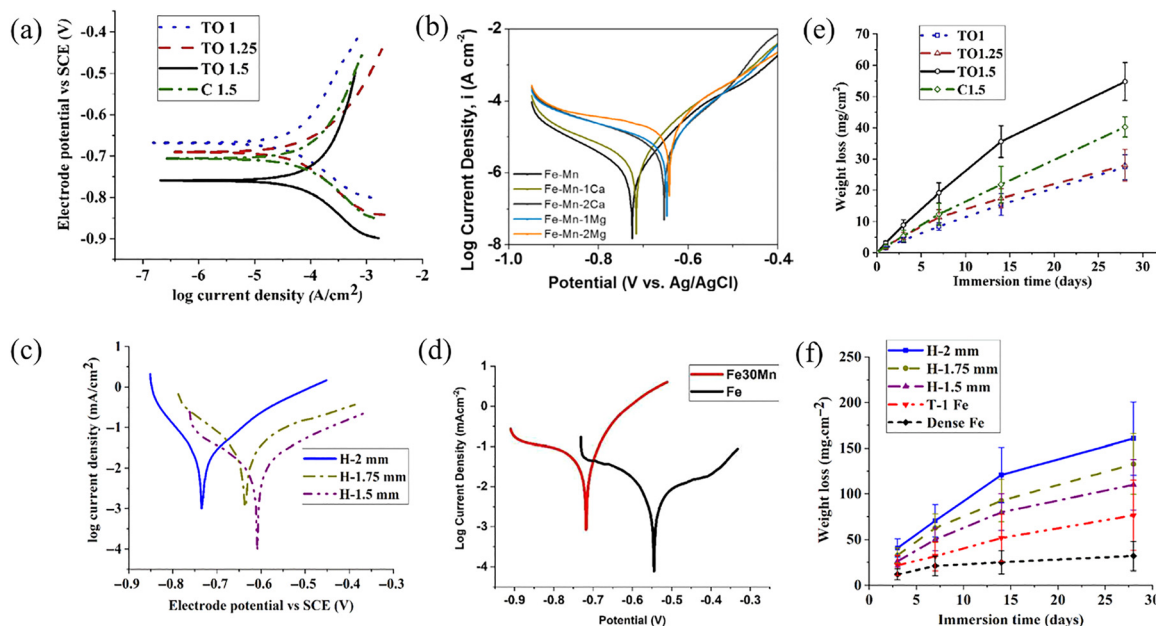 (a)
TO 1
TO 1.25
TO 1.5
C 1.5
Electrode potential vs SCE (V)
-0.4
-0.5
-0.6
-0.7
-0.8
-0.9
-7 -6 -5 -4 -3 -2
log current density (A/cm²)
(b)
Log Current Density, i (A cm⁻²)
-2
-4
-6
-8
Fe-Mn
Fe-Mn-1Ca
Fe-Mn-2Ca
Fe-Mn-1Mg
Fe-Mn-2Mg
-1.0 -0.8 -0.6 -0.4
Potential (V vs. Ag/AgCl)
(e)
TO1
TO1.25
TO1.5
C1.5
Weight loss (mg/cm²)
70
60
50
40
30
20
10
0
0 5 10 15 20 25 30
Immersion time (days)
(c)
log current density (mA/cm²)
1
0
−1
−2
−3
−4
H-2 mm
H-1.75 mm
H-1.5 mm
−0.9 −0.8 −0.7 −0.6 −0.5 −0.4 −0.3
Electrode potential vs SCE (V)
(d)
Fe30Mn
Fe
Log Current Density (mAcm⁻²)
1
0
-1
-2
-3
-4
-0.9 -0.8 -0.7 -0.6 -0.5 -0.4 -0.3
Potential (V)
(f)
H-2 mm
H-1.75 mm
H-1.5 mm
T-1 Fe
Dense Fe
Weight loss (mg.cm−2)
250
200
150
100
50
0
0 5 10 15 20 25 30
Immersion time (days)